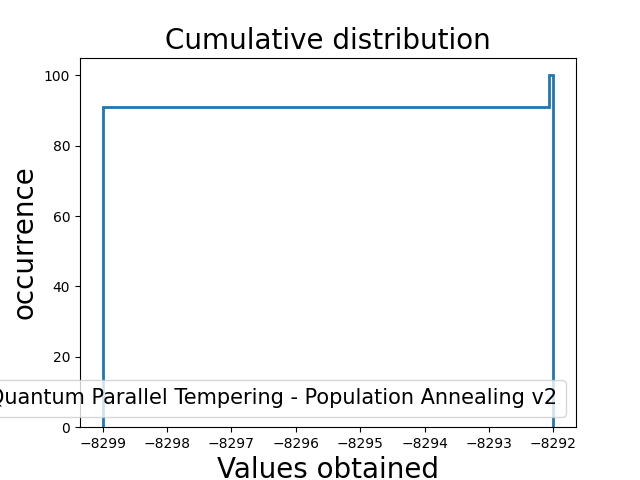 Cumulative distribution
occurrence
100
80
60
40
20
0
Quantum Parallel Tempering - Population Annealing v2
−8299 −8298 −8297 −8296 −8295 −8294 −8293 −8292
Values obtained